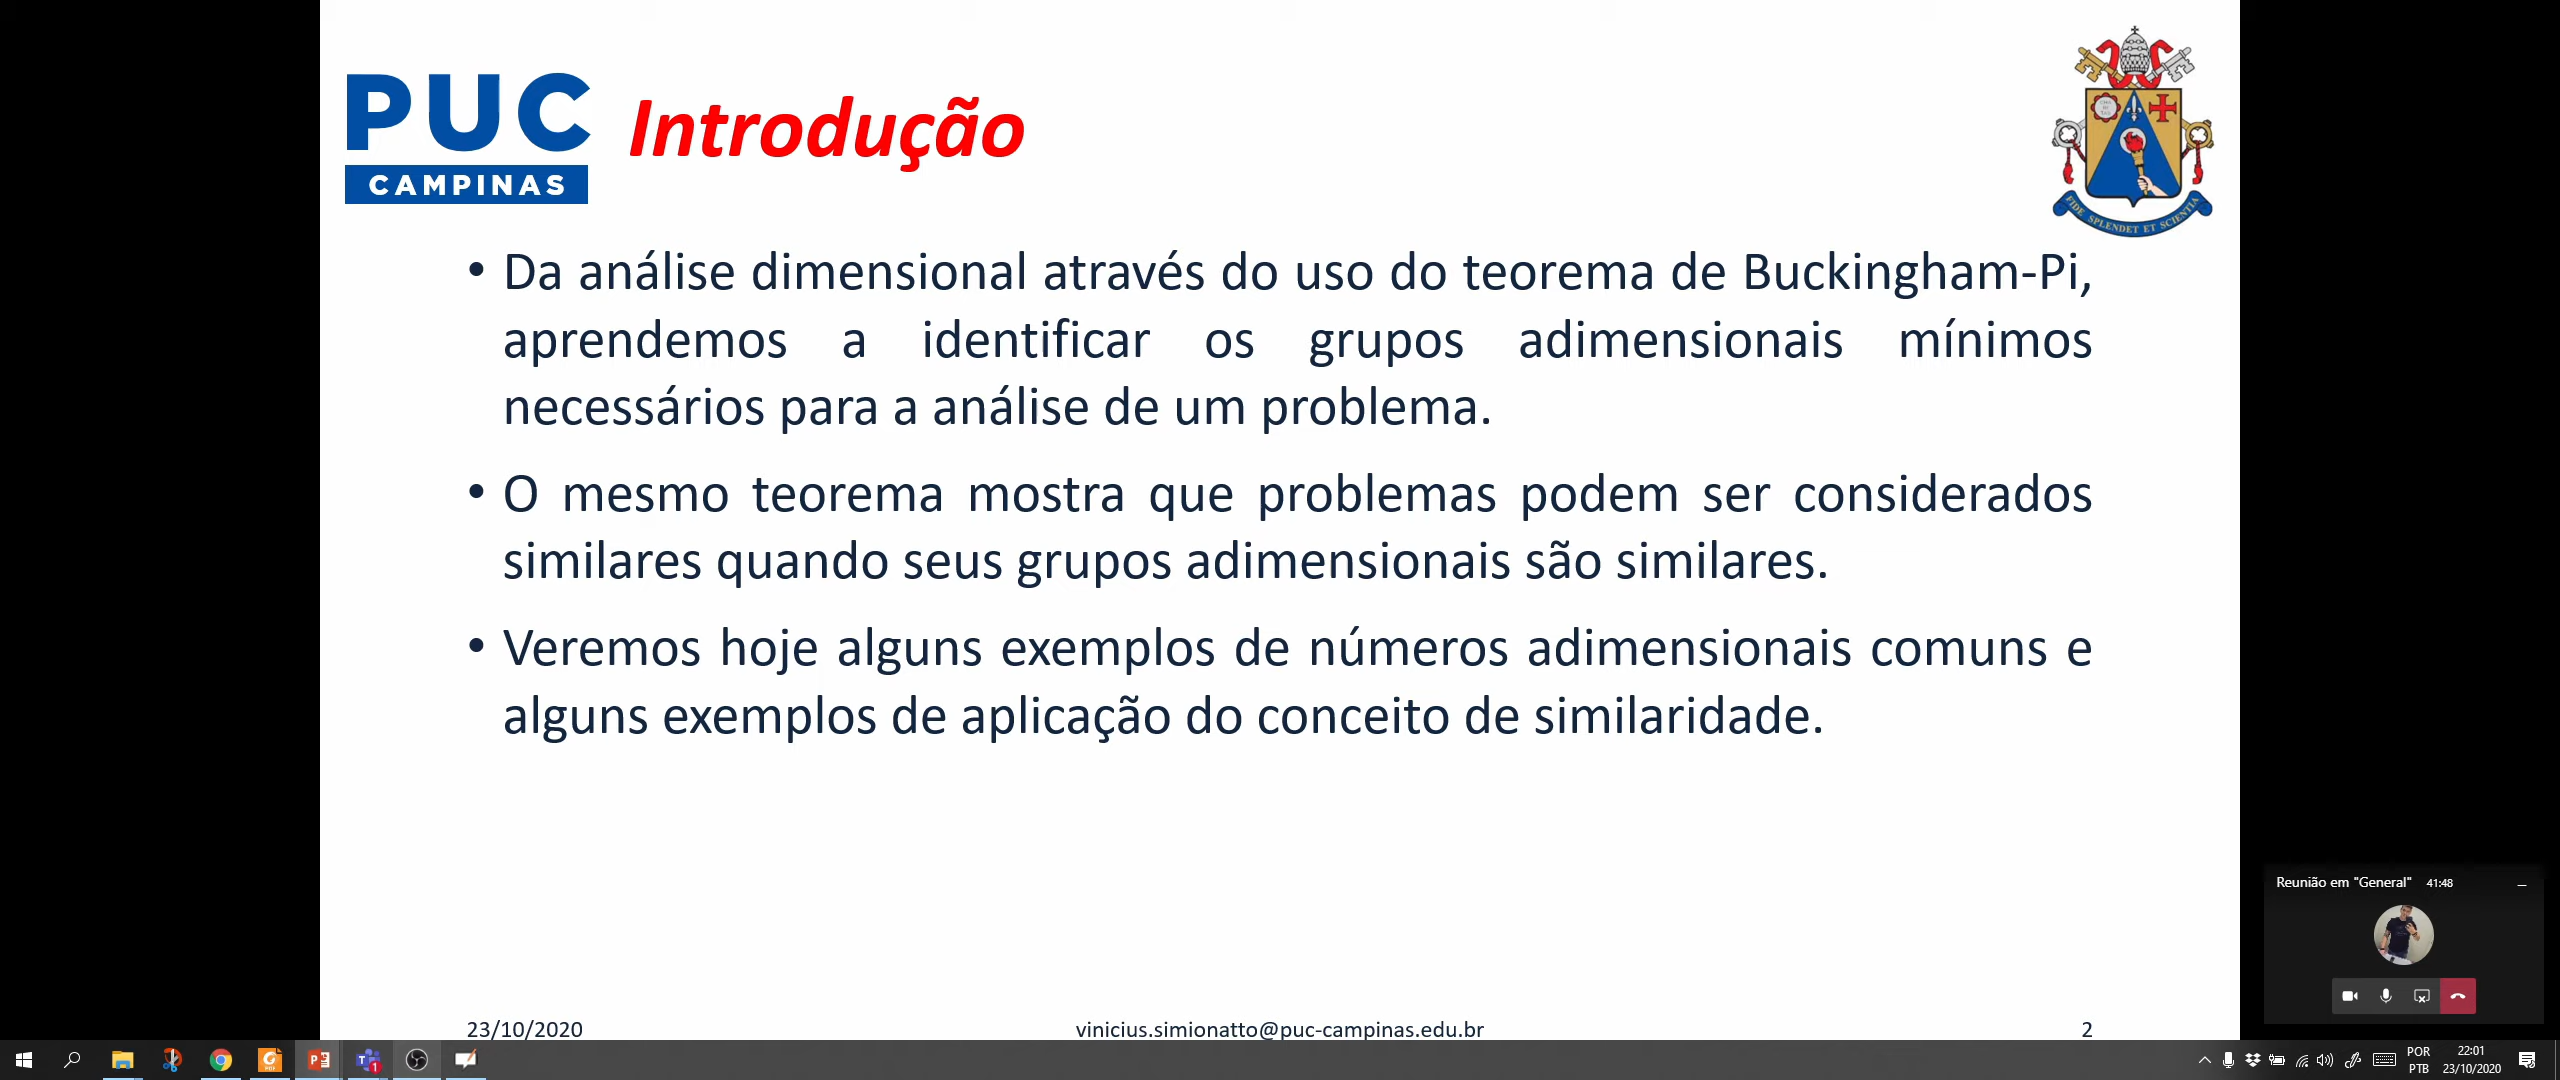 PUC
CAMPINAS
Introdução
FIDE SPLENDET ET SCIENTIA
• Da análise dimensional através do uso do teorema de Buckingham-Pi,
aprendemos a identificar os grupos adimensionais mínimos
necessários para a análise de um problema.
• O mesmo teorema mostra que problemas podem ser considerados
similares quando seus grupos adimensionais são similares.
• Veremos hoje alguns exemplos de números adimensionais comuns e
alguns exemplos de aplicação do conceito de similaridade.
Reunião em "General" 41:48
23/10/2020 vinicius.simionatto@puc-campinas.edu.br 2
POR 22:01
PTB 23/10/2020